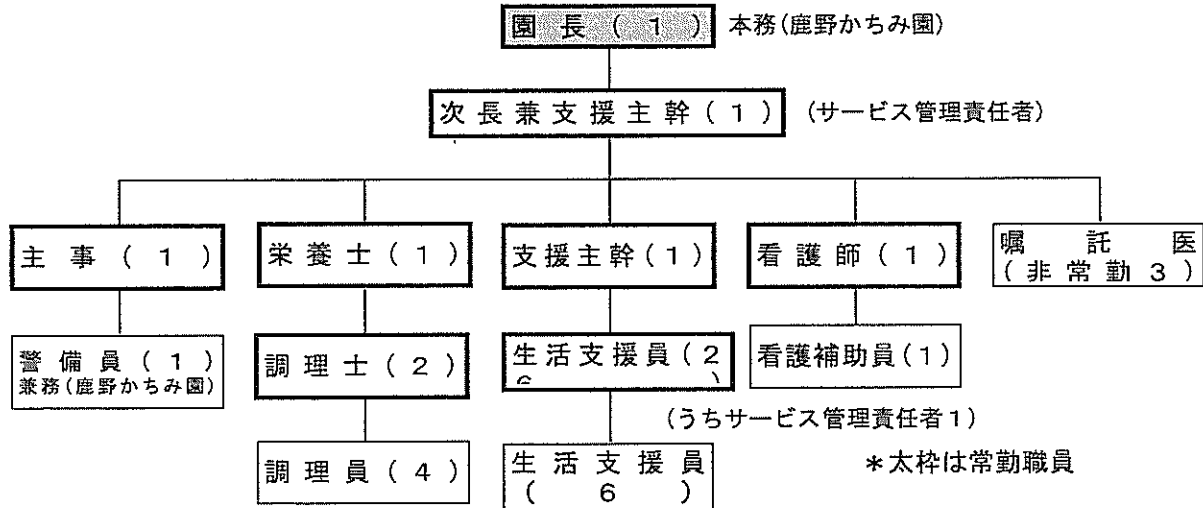 園長(1) 本務(鹿野かちみ園)
次長兼支援主幹(1) (サービス管理責任者)
主事(1)
栄養士(1)
支援主幹(1)
看護師(1)
嘱託医
(非常勤3)
警備員(1)
兼務(鹿野かちみ園)
調理士(2)
生活支援員(2
6)
看護補助員(1)
(うちサービス管理責任者1)
調理員(4)
生活支援員
(6)
*太枠は常勤職員